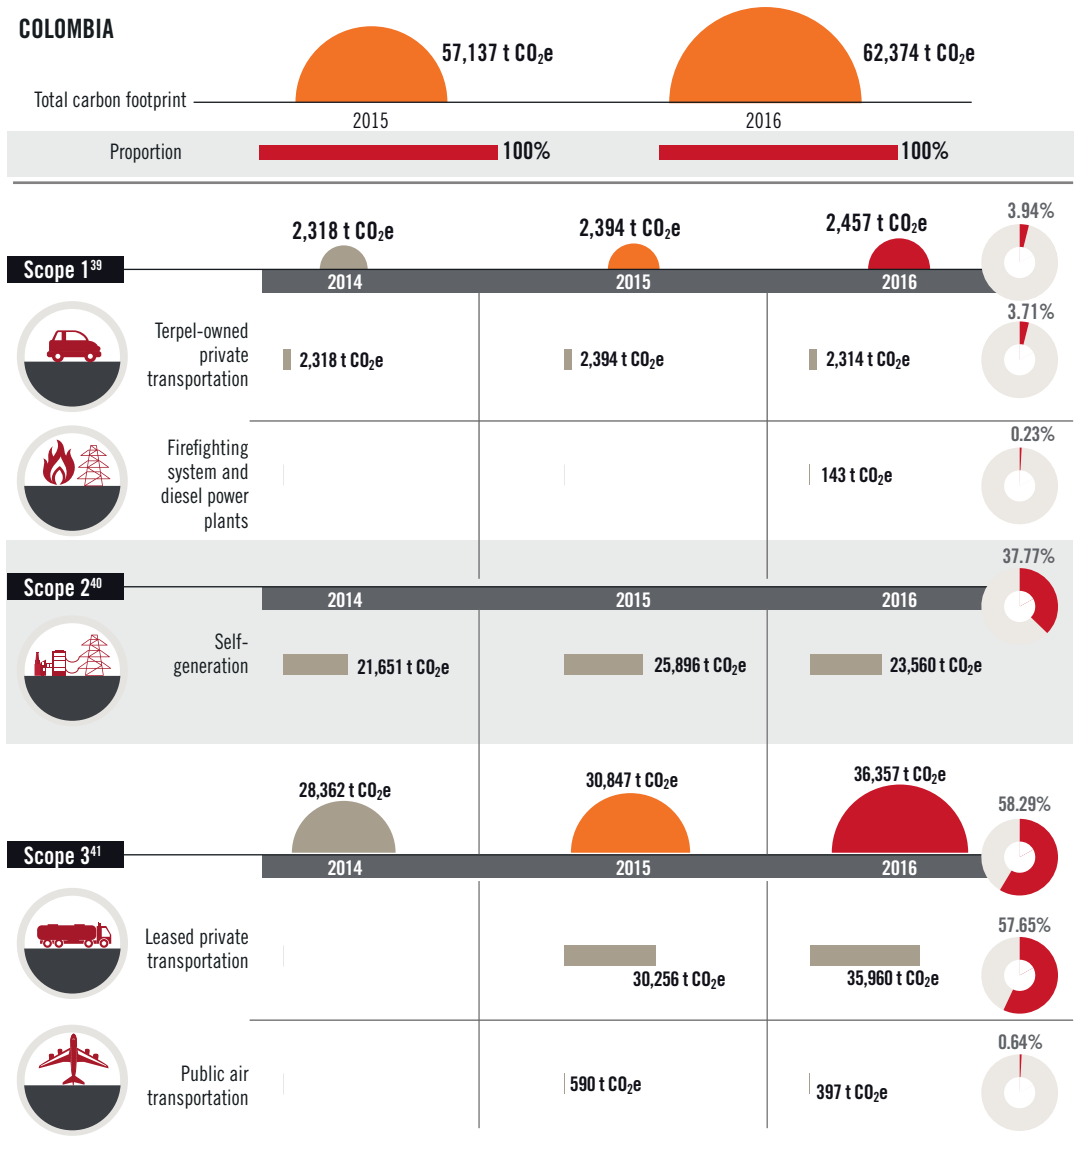 COLOMBIA
57,137 t CO₂e
62,374 t CO₂e
Total carbon footprint
2015
2016
Proportion
100%
100%
2,318 t CO₂e
2,394 t CO₂e
2,457 t CO₂e
3.94%
Scope 1³⁹
2014
2015
2016
Terpel-owned
private
transportation
2,318 t CO₂e
2,394 t CO₂e
2,314 t CO₂e
3.71%
Firefighting
system and
diesel power
plants
143 t CO₂e
0.23%
Scope 2⁴⁰
2014
2015
2016
37.77%
Self-
generation
21,651 t CO₂e
25,896 t CO₂e
23,560 t CO₂e
28,362 t CO₂e
30,847 t CO₂e
36,357 t CO₂e
58.29%
Scope 3⁴¹
2014
2015
2016
Leased private
transportation
30,256 t CO₂e
35,960 t CO₂e
57.65%
Public air
transportation
590 t CO₂e
397 t CO₂e
0.64%